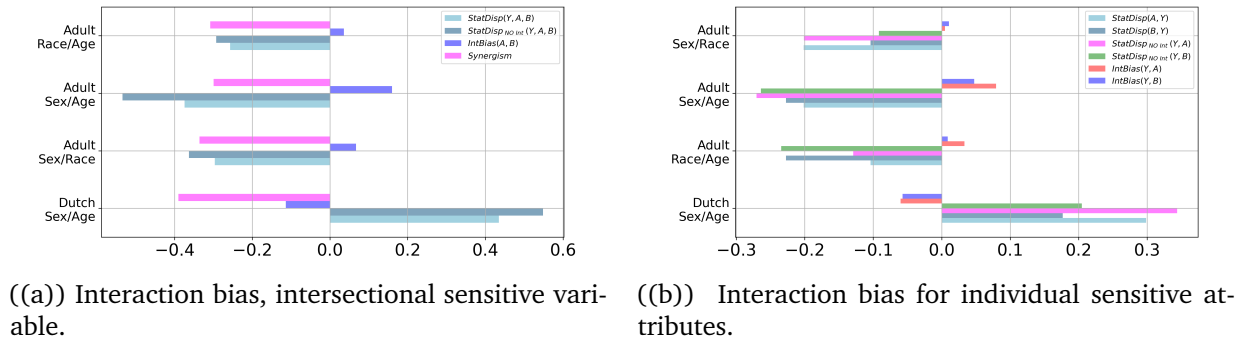 Adult
Race/Age
Adult
Sex/Age
Adult
Sex/Race
Dutch
Sex/Age
StatDisp(Y, A, B)
StatDisp NO Int (Y, A, B)
IntBias(A, B)
Synergism
−0.4 −0.2 0.0 0.2 0.4 0.6
((a)) Interaction bias, intersectional sensitive vari-
able.
Adult
Sex/Race
Adult
Sex/Age
Adult
Race/Age
Dutch
Sex/Age
StatDisp(A, Y)
StatDisp(B, Y)
StatDisp NO Int (Y, A)
StatDisp NO Int (Y, B)
IntBias(Y, A)
IntBias(Y, B)
−0.3 −0.2 −0.1 0.0 0.1 0.2 0.3
((b)) Interaction bias for individual sensitive at-
tributes.